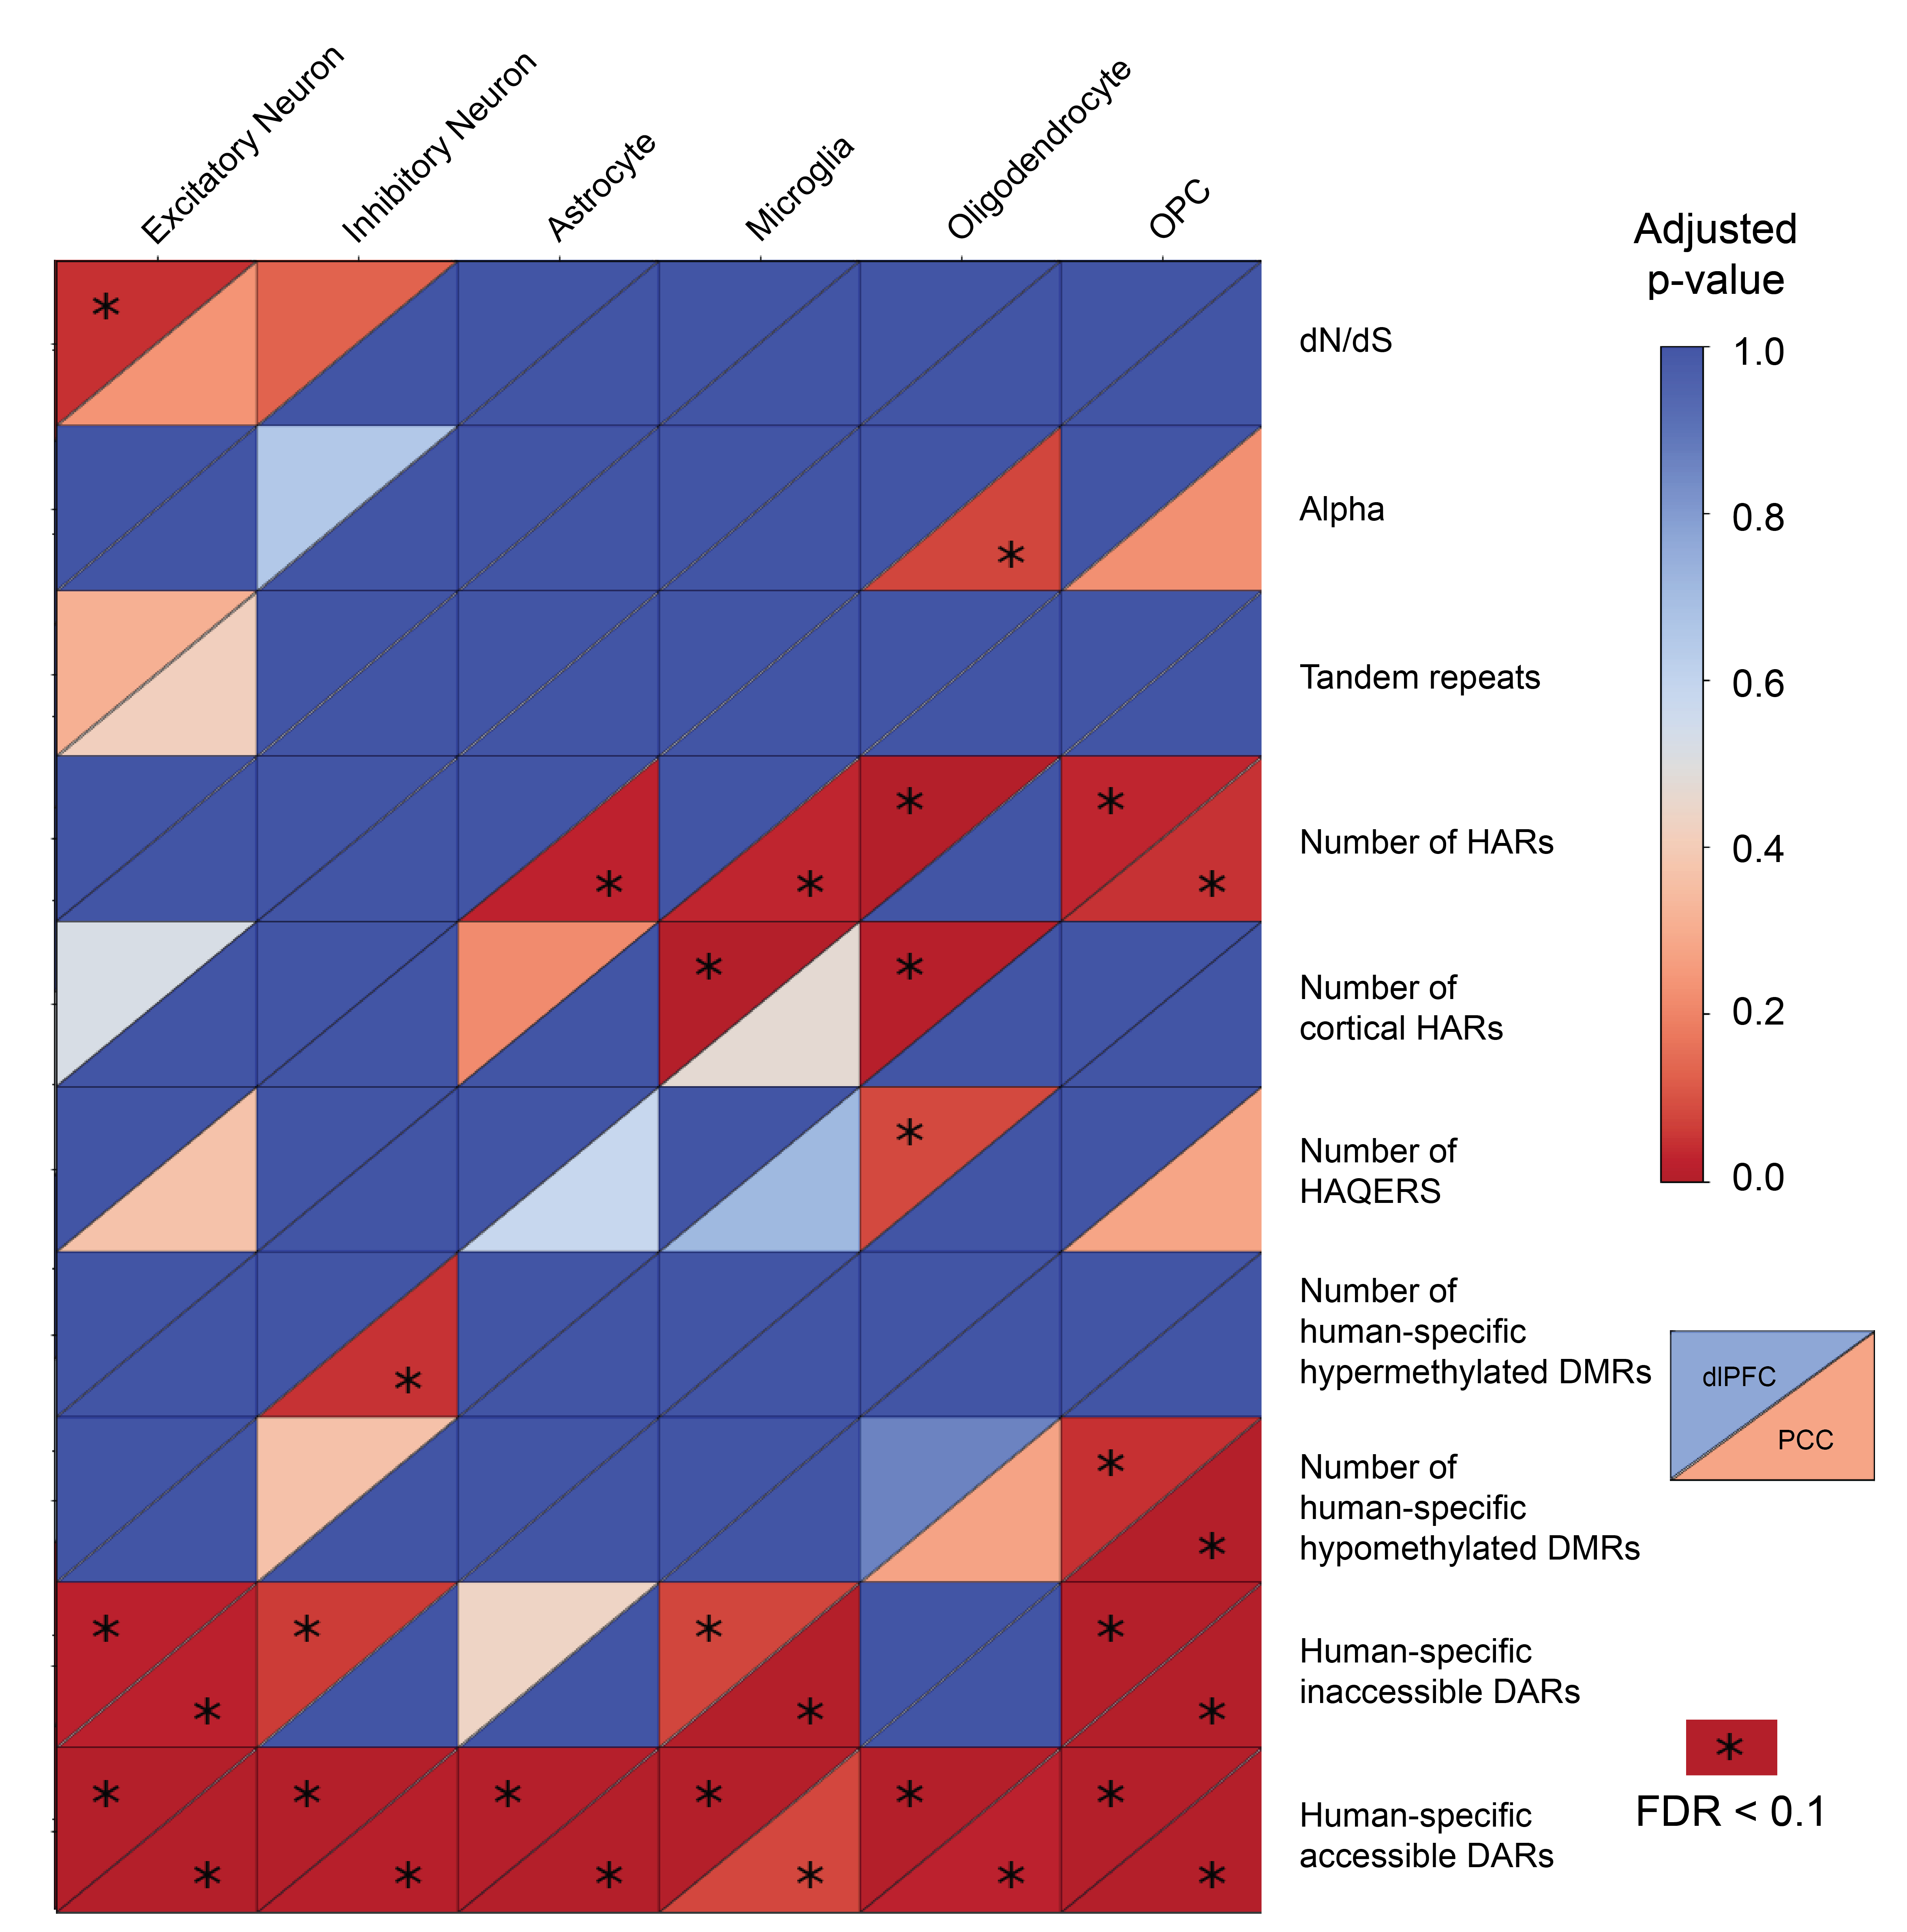 Excitatory Neuron
Inhibitory Neuron
Astrocyte
Microglia
Oligodendrocyte
OPC
dN/dS
Alpha
Tandem repeats
Number of HARs
Number of
cortical HARs
Number of
HAQERS
Number of
human-specific
hypermethylated DMRs
Number of
human-specific
hypomethylated DMRs
Human-specific
inaccessible DARs
Human-specific
accessible DARs
Adjusted
p-value
1.0
0.8
0.6
0.4
0.2
0.0
dlPFC
PCC
*
FDR < 0.1